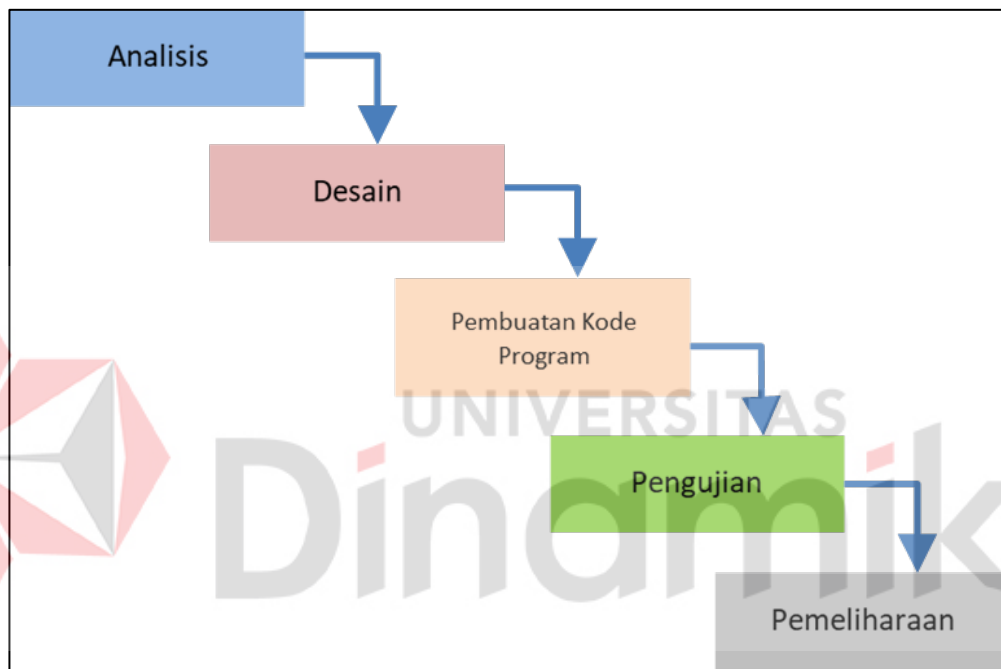 Analisis
Desain
Pembuatan Kode
Program
UNIVERSITAS
Dinamik
Pengujian
Pemeliharaan